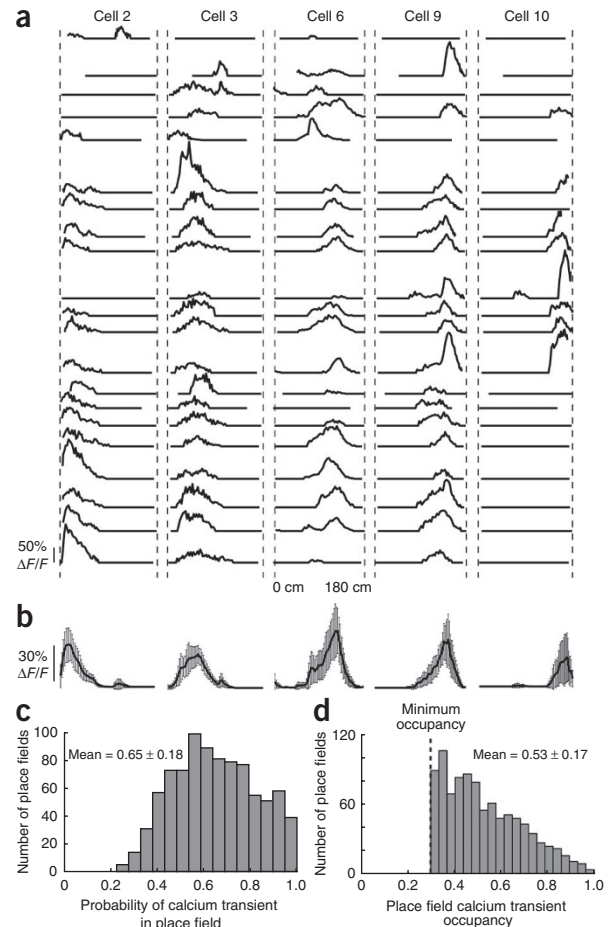 a
Cell 2 Cell 3 Cell 6 Cell 9 Cell 10
50%
ΔF/F
0 cm 180 cm
b
30%
ΔF/F
c
Number of place fields
100
80
60
40
20
0
Mean = 0.65 ± 0.18
0 0.2 0.4 0.6 0.8 1.0
Probability of calcium transient
in place field
d
Minimum
occupancy
Number of place fields
120
80
40
0
Mean = 0.53 ± 0.17
0 0.2 0.4 0.6 0.8 1.0
Place field calcium transient
occupancy